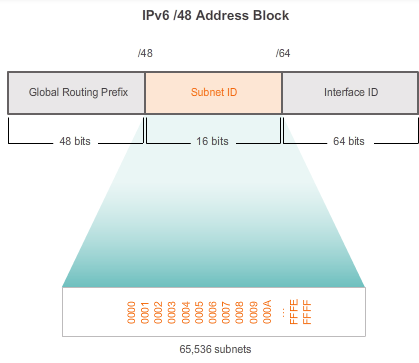 IPv6 /48 Address Block
/48 /64
Global Routing Prefix Subnet ID Interface ID
48 bits 16 bits 64 bits
0000
0001
0002
0003
0004
0005
0006
0007
0008
0009
000A
...
FFFE
FFFF
65,536 subnets